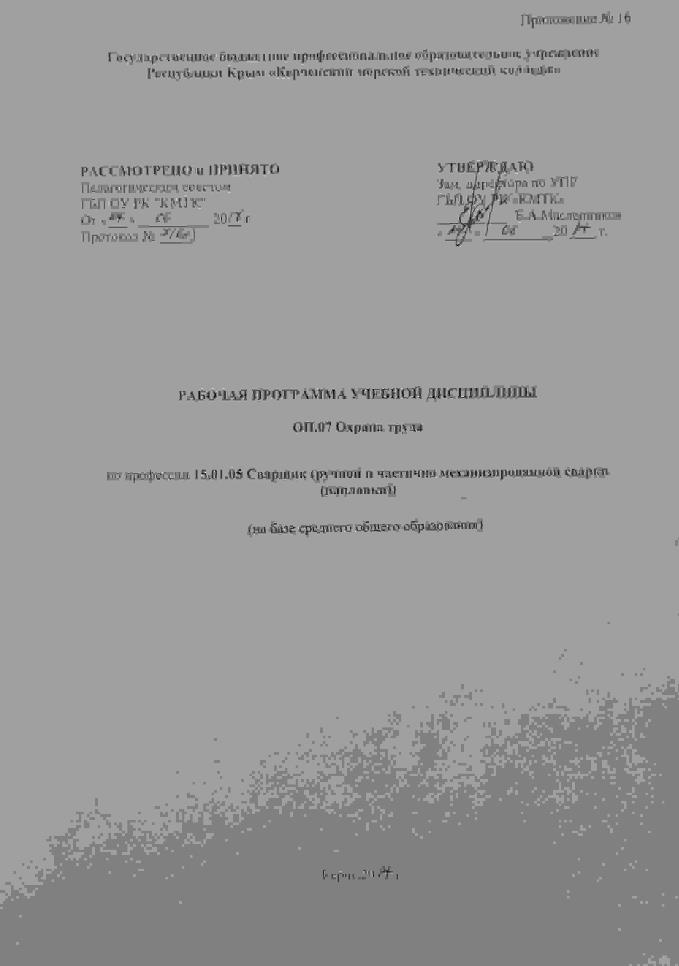 Приложение № 16
Государственное бюджетное профессиональное образовательное учреждение
Республики Крым «Керченский морской технический колледж»
РАССМОТРЕНО и ПРИНЯТО
Педагогическим советом
ГБП ОУ РК "КМТК"
От « » 06 20 г
Протокол №
УТВЕРЖДАЮ
Зам. директора по УПР
ГБП ОУ РК «КМТК»
Е.А.Масленников
« » 06 20 г.
РАБОЧАЯ ПРОГРАММА УЧЕБНОЙ ДИСЦИПЛИНЫ
ОП.07 Охрана труда
по профессии 15.01.05 Сварщик (ручной и частично механизированной сварки
(наплавки))
(на базе среднего общего образования)
Керчь,20 г